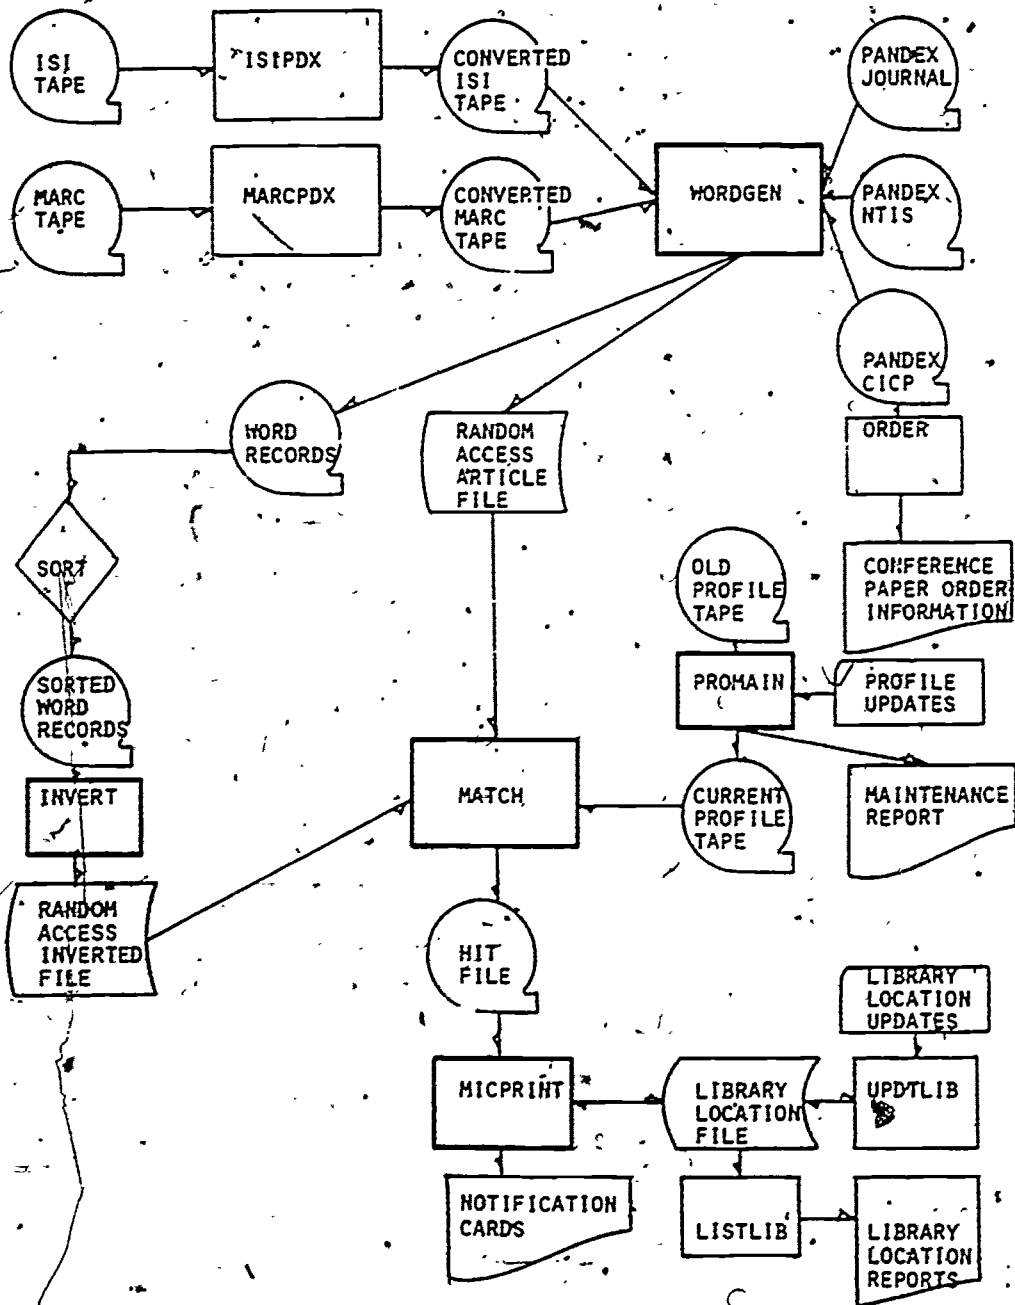 ISI
TAPE
ISIPDX
CONVERTED
ISI
TAPE
PANDEX
JOURNAL
MARC
TAPE
MARCPDX
CONVERTED
MARC
TAPE
WORDGEN
PANDEX
NTIS
PANDEX
CICP
WORD
RECORDS
RANDOM
ACCESS
ARTICLE
FILE
ORDER
SORT
OLD
PROFILE
TAPE
CONFERENCE
PAPER ORDER
INFORMATION
SORTED
WORD
RECORDS
PROMAIN
PROFILE
UPDATES
INVERT
MATCH
CURRENT
PROFILE
TAPE
MAINTENANCE
REPORT
RANDOM
ACCESS
INVERTED
FILE
HIT
FILE
LIBRARY
LOCATION
UPDATES
MICPRINT
LIBRARY
LOCATION
FILE
UPDTLIB
NOTIFICATION
CARDS
LISTLIB
LIBRARY
LOCATION
REPORTS